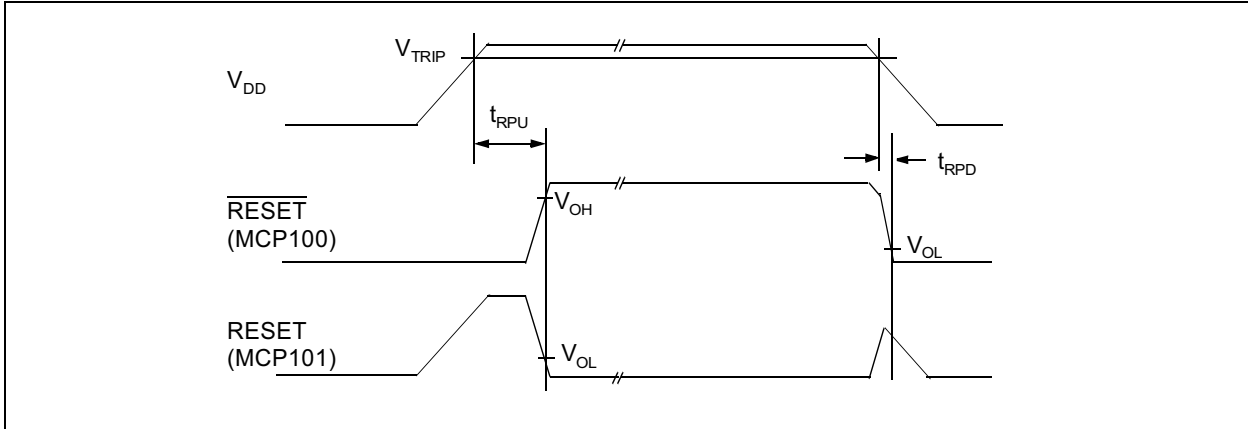 VTRIP
VDD
tRPU
tRPD
RESET
(MCP100)
VOH
VOL
RESET
(MCP101)
VOL